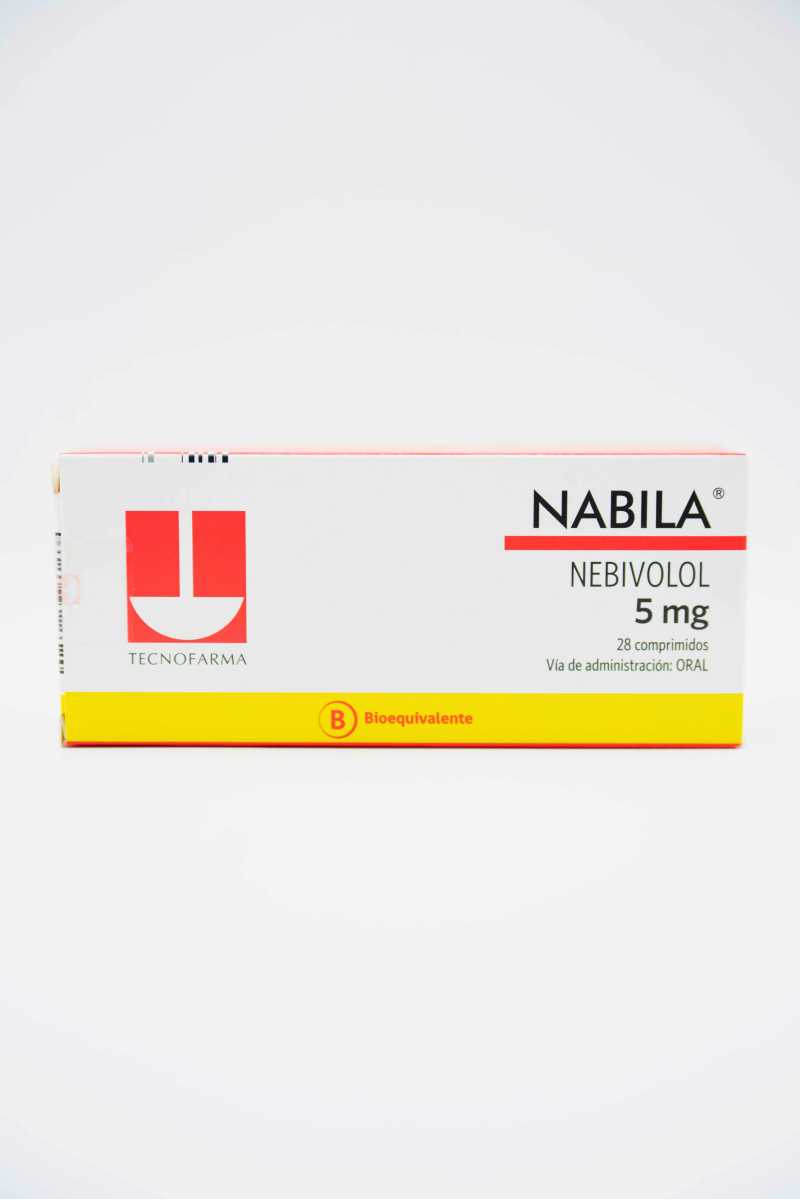 NABILA®
NEBIVOLOL
5 mg
28 comprimidos
Vía de administración: ORAL
TECNOFARMA
B Bioequivalente